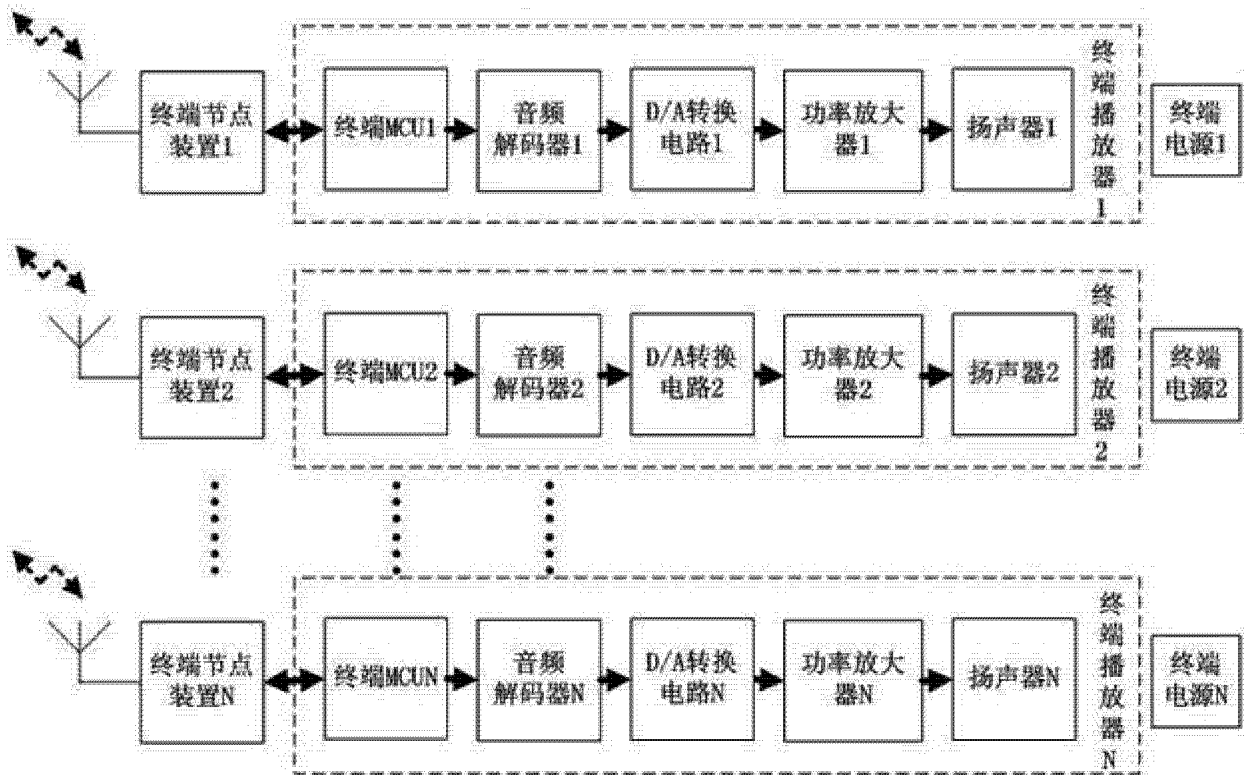 终端节点
装置1
终端MCU1
音频
解码器1
D/A转换
电路1
功率放大
器1
扬声器1
终端播放器1
终端
电源1
终端节点
装置2
终端MCU2
音频
解码器2
D/A转换
电路2
功率放大
器2
扬声器2
终端播放器2
终端
电源2
终端节点
装置N
终端MCUN
音频
解码器N
D/A转换
电路N
功率放大
器N
扬声器N
终端播放器N
终端
电源N